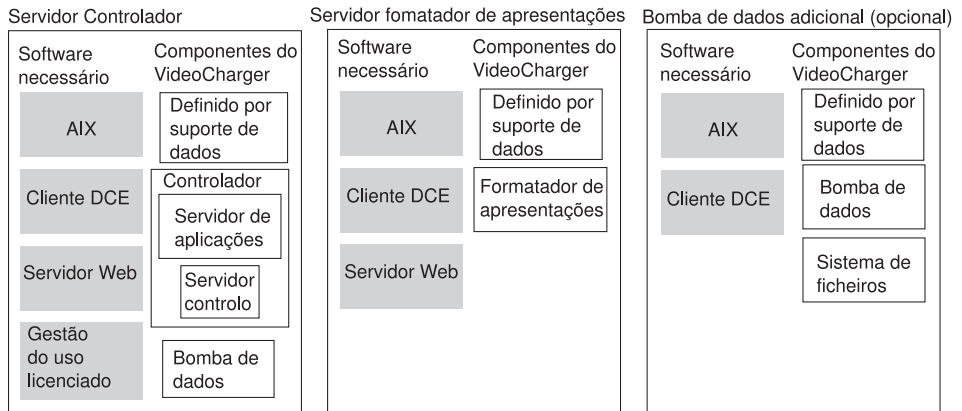 Servidor Controlador
Software
necessário
Componentes do
VideoCharger
AIX
Definido por
suporte de
dados
Cliente DCE
Controlador
Servidor de
aplicações
Servidor Web
Servidor
controlo
Gestão
do uso
licenciado
Bomba de
dados
Servidor fomatador de apresentações
Software
necessário
Componentes do
VideoCharger
AIX
Definido por
suporte de
dados
Cliente DCE
Formatador de
apresentações
Servidor Web
Bomba de dados adicional (opcional)
Software
necessário
Componentes do
VideoCharger
AIX
Definido por
suporte de
dados
Cliente DCE
Bomba de
dados
Sistema de
ficheiros